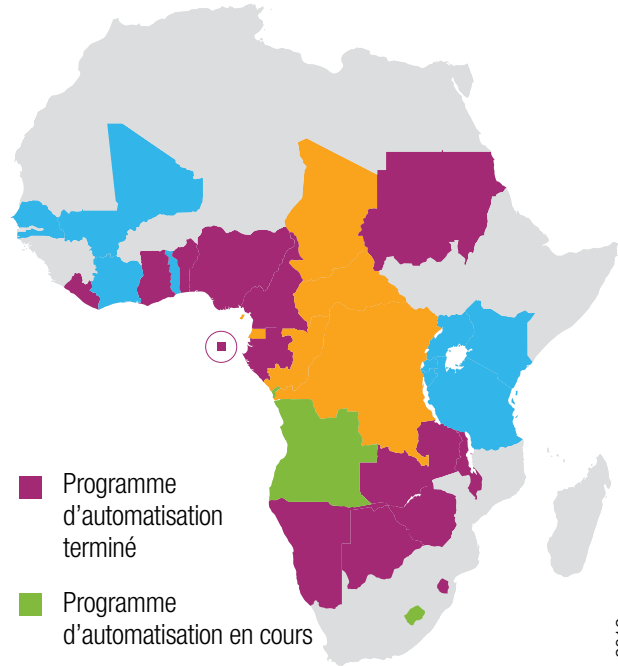 Programme
d'automatisation
terminé
Programme
d'automatisation en cours